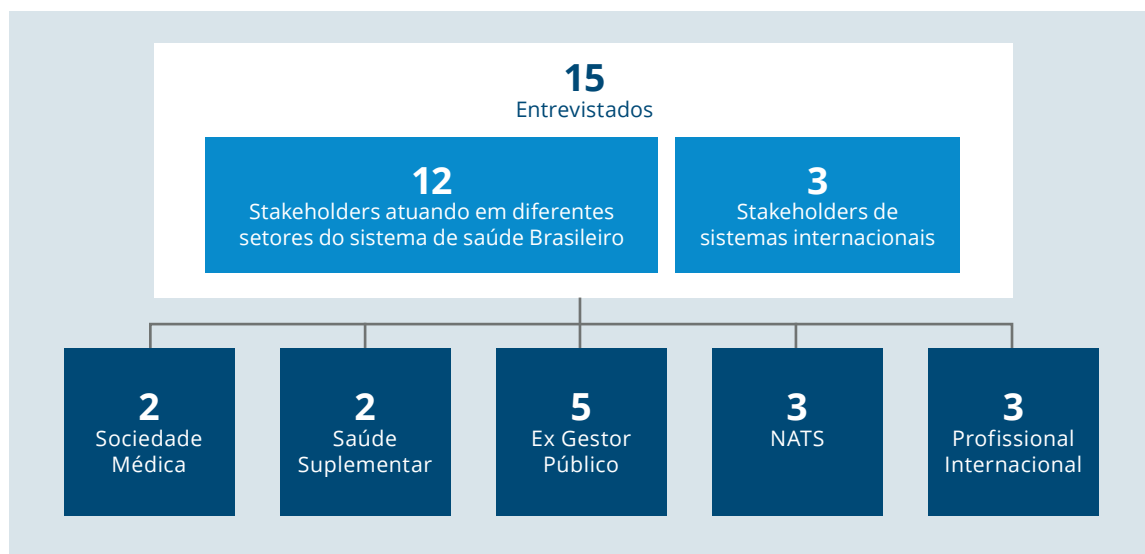 15
Entrevistados
12
Stakeholders atuando em diferentes
setores do sistema de saúde Brasileiro
3
Stakeholders de
sistemas internacionais
2
Sociedade
Médica
2
Saúde
Suplementar
5
Ex Gestor
Público
3
NATS
3
Profissional
Internacional